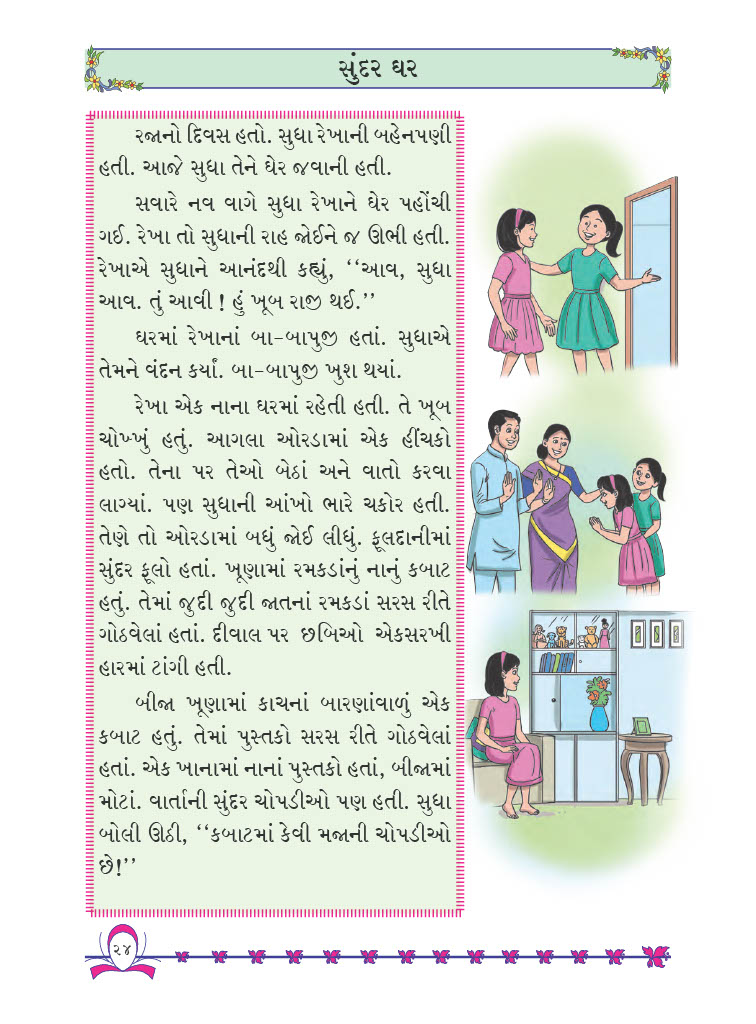 સુંદર ઘર
રજાનો દિવસ હતો. સુધા રેખાની બહેનપણી
હતી. આજે સુધા તેને ઘેર જવાની હતી.
સવારે નવ વાગે સુધા રેખાને ઘેર પહોંચી
ગઈ. રેખા તો સુધાની રાહ જોઈને જ ઊભી હતી.
રેખાએ સુધાને આનંદથી કહ્યું, ‘‘આવ, સુધા
આવ. તું આવી ! હું ખૂબ રાજી થઈ.’’
ઘરમાં રેખાનાં બા-બાપુજી હતાં. સુધાએ
તેમને વંદન કર્યાં. બા-બાપુજી ખુશ થયાં.
રેખા એક નાના ઘરમાં રહેતી હતી. તે ખૂબ
ચોખ્ખું હતું. આગલા ઓરડામાં એક હીંચકો
હતો. તેના પર તેઓ બેઠાં અને વાતો કરવા
લાગ્યાં. પણ સુધાની આંખો ભારે ચકોર હતી.
તેણે તો ઓરડામાં બધું જોઈ લીધું. ફૂલદાનીમાં
સુંદર ફૂલો હતાં. ખૂણામાં રમકડાંનું નાનું કબાટ
હતું. તેમાં જુદી જુદી જાતનાં રમકડાં સરસ રીતે
ગોઠવેલાં હતાં. દીવાલ પર છબિઓ એકસરખી
હારમાં ટાંગી હતી.
બીજા ખૂણામાં કાચનાં બારણાંવાળું એક
કબાટ હતું. તેમાં પુસ્તકો સરસ રીતે ગોઠવેલાં
હતાં. એક ખાનામાં નાનાં પુસ્તકો હતાં, બીજામાં
મોટાં. વાર્તાની સુંદર ચોપડીઓ પણ હતી. સુધા
બોલી ઊઠી, ‘‘કબાટમાં કેવી મજાની ચોપડીઓ
છે!’’
૨૪